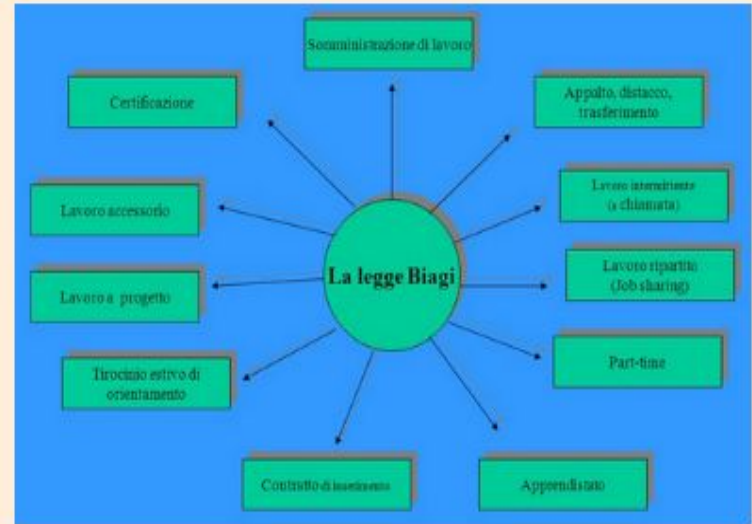 Somministrazione di lavoro
Certificazione
Appalto, distacco,
trasferimento
Lavoro accessorio
Lavoro intermittente
(a chiamata)
La legge Biagi
Lavoro a progetto
Lavoro ripartito
(Job sharing)
Tirocinio estivo di
orientamento
Part-time
Contratto di inserimento
Apprendistato